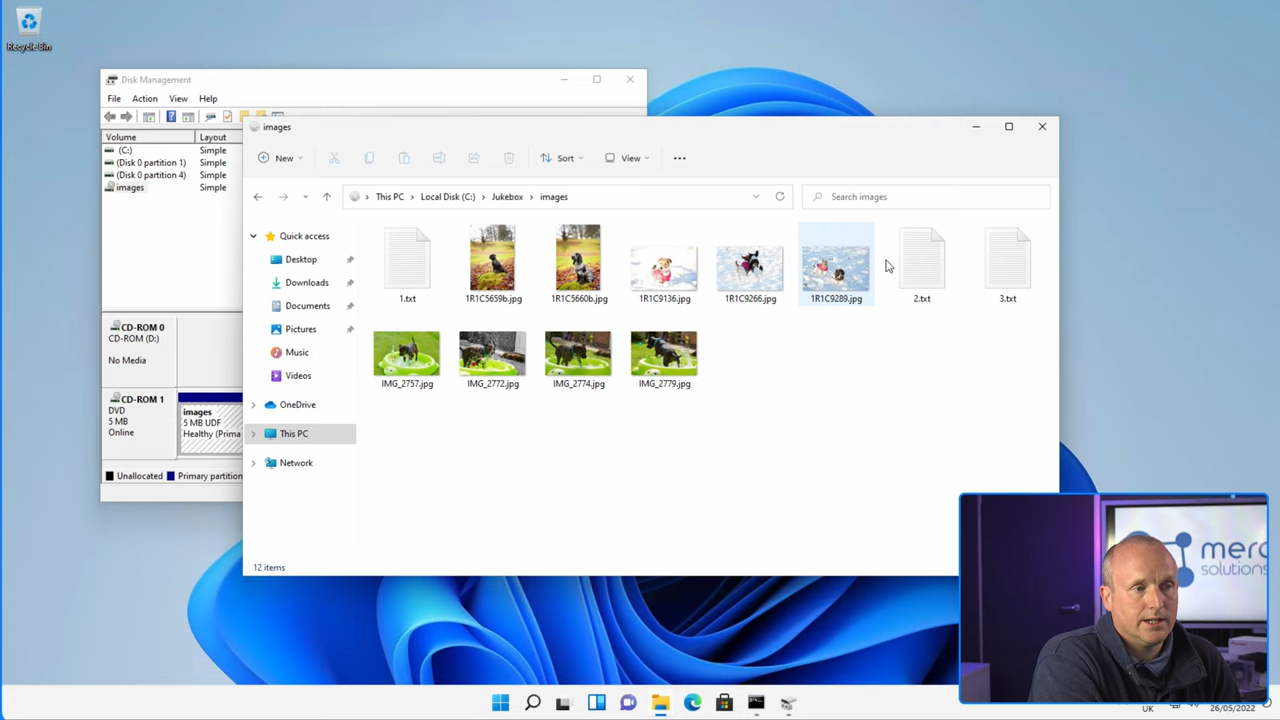 Recycle Bin
Disk Management
File Action View Help
Volume Layout
(C:) Simple
(Disk 0 partition 1) Simple
(Disk 0 partition 4) Simple
images Simple
CD-ROM 0
CD-ROM (D:)
No Media
CD-ROM 1
DVD
5 MB
Online
images
5 MB UDF
Healthy (Prima
Unallocated Primary partition
images
New Sort View
This PC Local Disk (C:) Jukebox images
Search images
Quick access
Desktop
Downloads
Documents
Pictures
Music
Videos
OneDrive
This PC
Network
1.txt 1R1C5659b.jpg 1R1C5660b.jpg 1R1C9136.jpg 1R1C9266.jpg 1R1C9289.jpg 2.txt 3.txt
IMG_2757.jpg IMG_2772.jpg IMG_2774.jpg IMG_2779.jpg
12 items
solutions
UK 26/05/2022